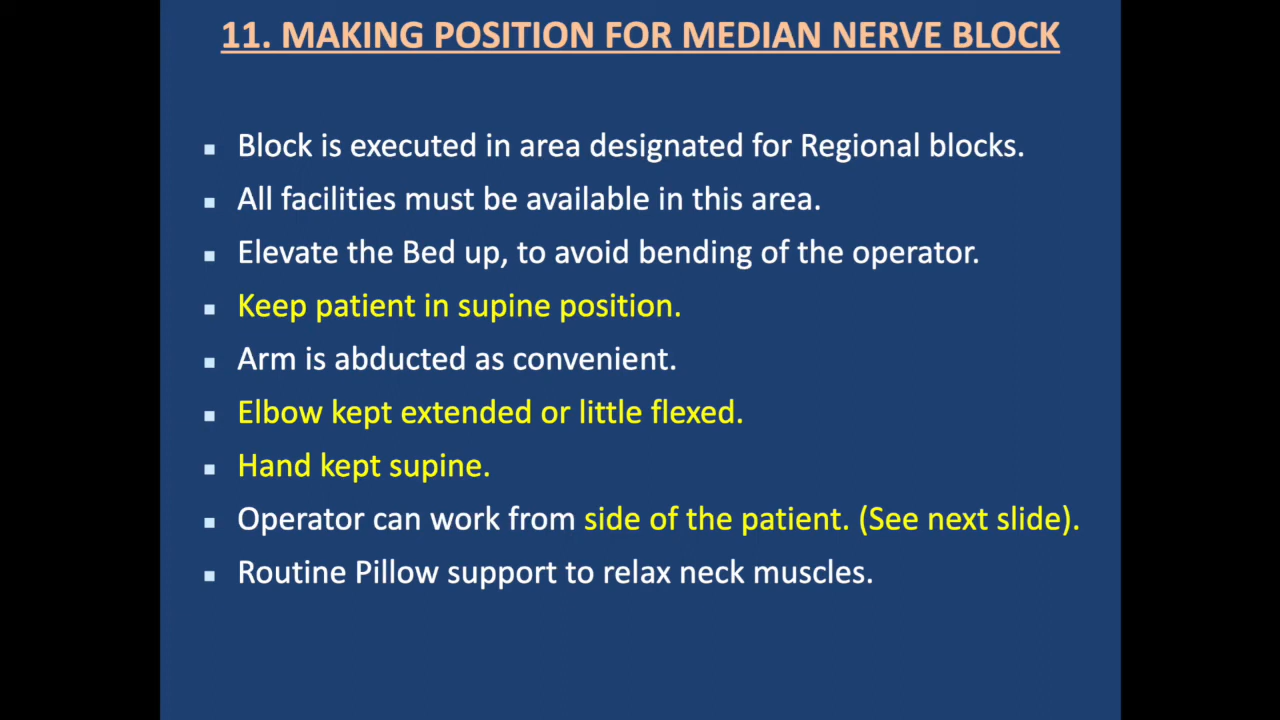 11. MAKING POSITION FOR MEDIAN NERVE BLOCK
▪ Block is executed in area designated for Regional blocks.
▪ All facilities must be available in this area.
▪ Elevate the Bed up, to avoid bending of the operator.
▪ Keep patient in supine position.
▪ Arm is abducted as convenient.
▪ Elbow kept extended or little flexed.
▪ Hand kept supine.
▪ Operator can work from side of the patient. (See next slide).
▪ Routine Pillow support to relax neck muscles.